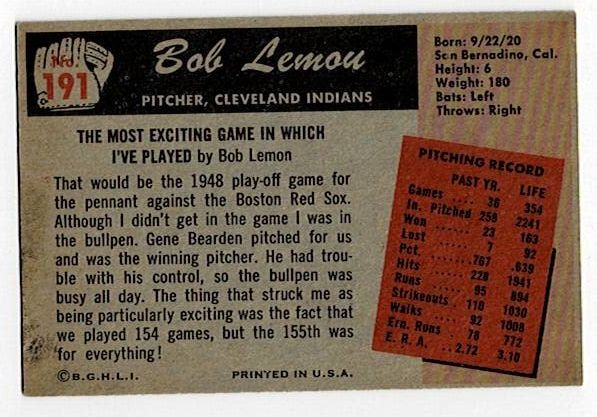 NO.
191
Bob Lemon
PITCHER, CLEVELAND INDIANS
Born: 9/22/20
San Bernadino, Cal.
Height: 6
Weight: 180
Bats: Left
Throws: Right
THE MOST EXCITING GAME IN WHICH
I'VE PLAYED by Bob Lemon
That would be the 1948 play-off game for
the pennant against the Boston Red Sox.
Although I didn't get in the game I was in
the bullpen. Gene Bearden pitched for us
and was the winning pitcher. He had trou-
ble with his control, so the bullpen was
busy all day. The thing that struck me as
being particularly exciting was the fact that
we played 154 games, but the 155th was
for everything!
PITCHING RECORD
PAST YR. LIFE
Games 36 354
In. Pitched 258 2241
Won 23 163
Lost 7 92
Pct. .767 .639
Hits 228 1941
Runs 95 894
Strikeouts 110 1030
Walks 92 1008
Ern. Runs 78 772
E. R. A. 2.72 3.10
©B.G.H.L.I. PRINTED IN U.S.A.